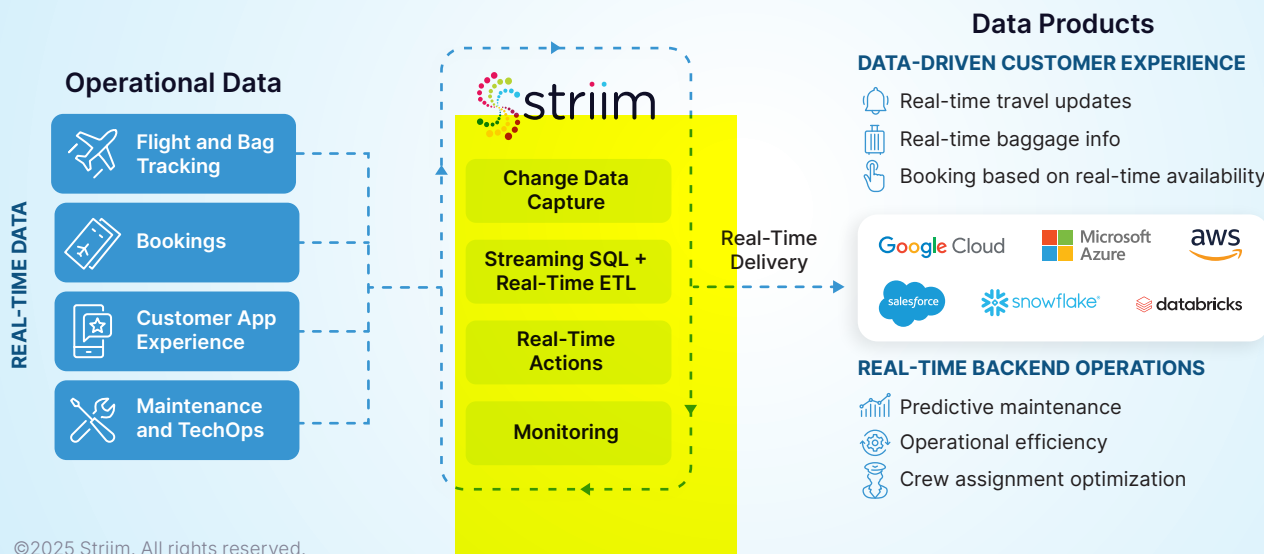 Data Products
DATA-DRIVEN CUSTOMER EXPERIENCE
Operational Data
striim
Real-time travel updates
Flight and Bag
Tracking
Real-time baggage info
Change Data
Capture
Booking based on real-time availability
REAL-TIME DATA
Bookings
Real-Time
Delivery
Google Cloud
Microsoft
Azure
aws
Streaming SQL +
Real-Time ETL
salesforce
snowflake
databricks
Customer App
Experience
Real-Time
Actions
REAL-TIME BACKEND OPERATIONS
Maintenance
and TechOps
Monitoring
Predictive maintenance
Operational efficiency
Crew assignment optimization
©2025 Striim. All rights reserved.